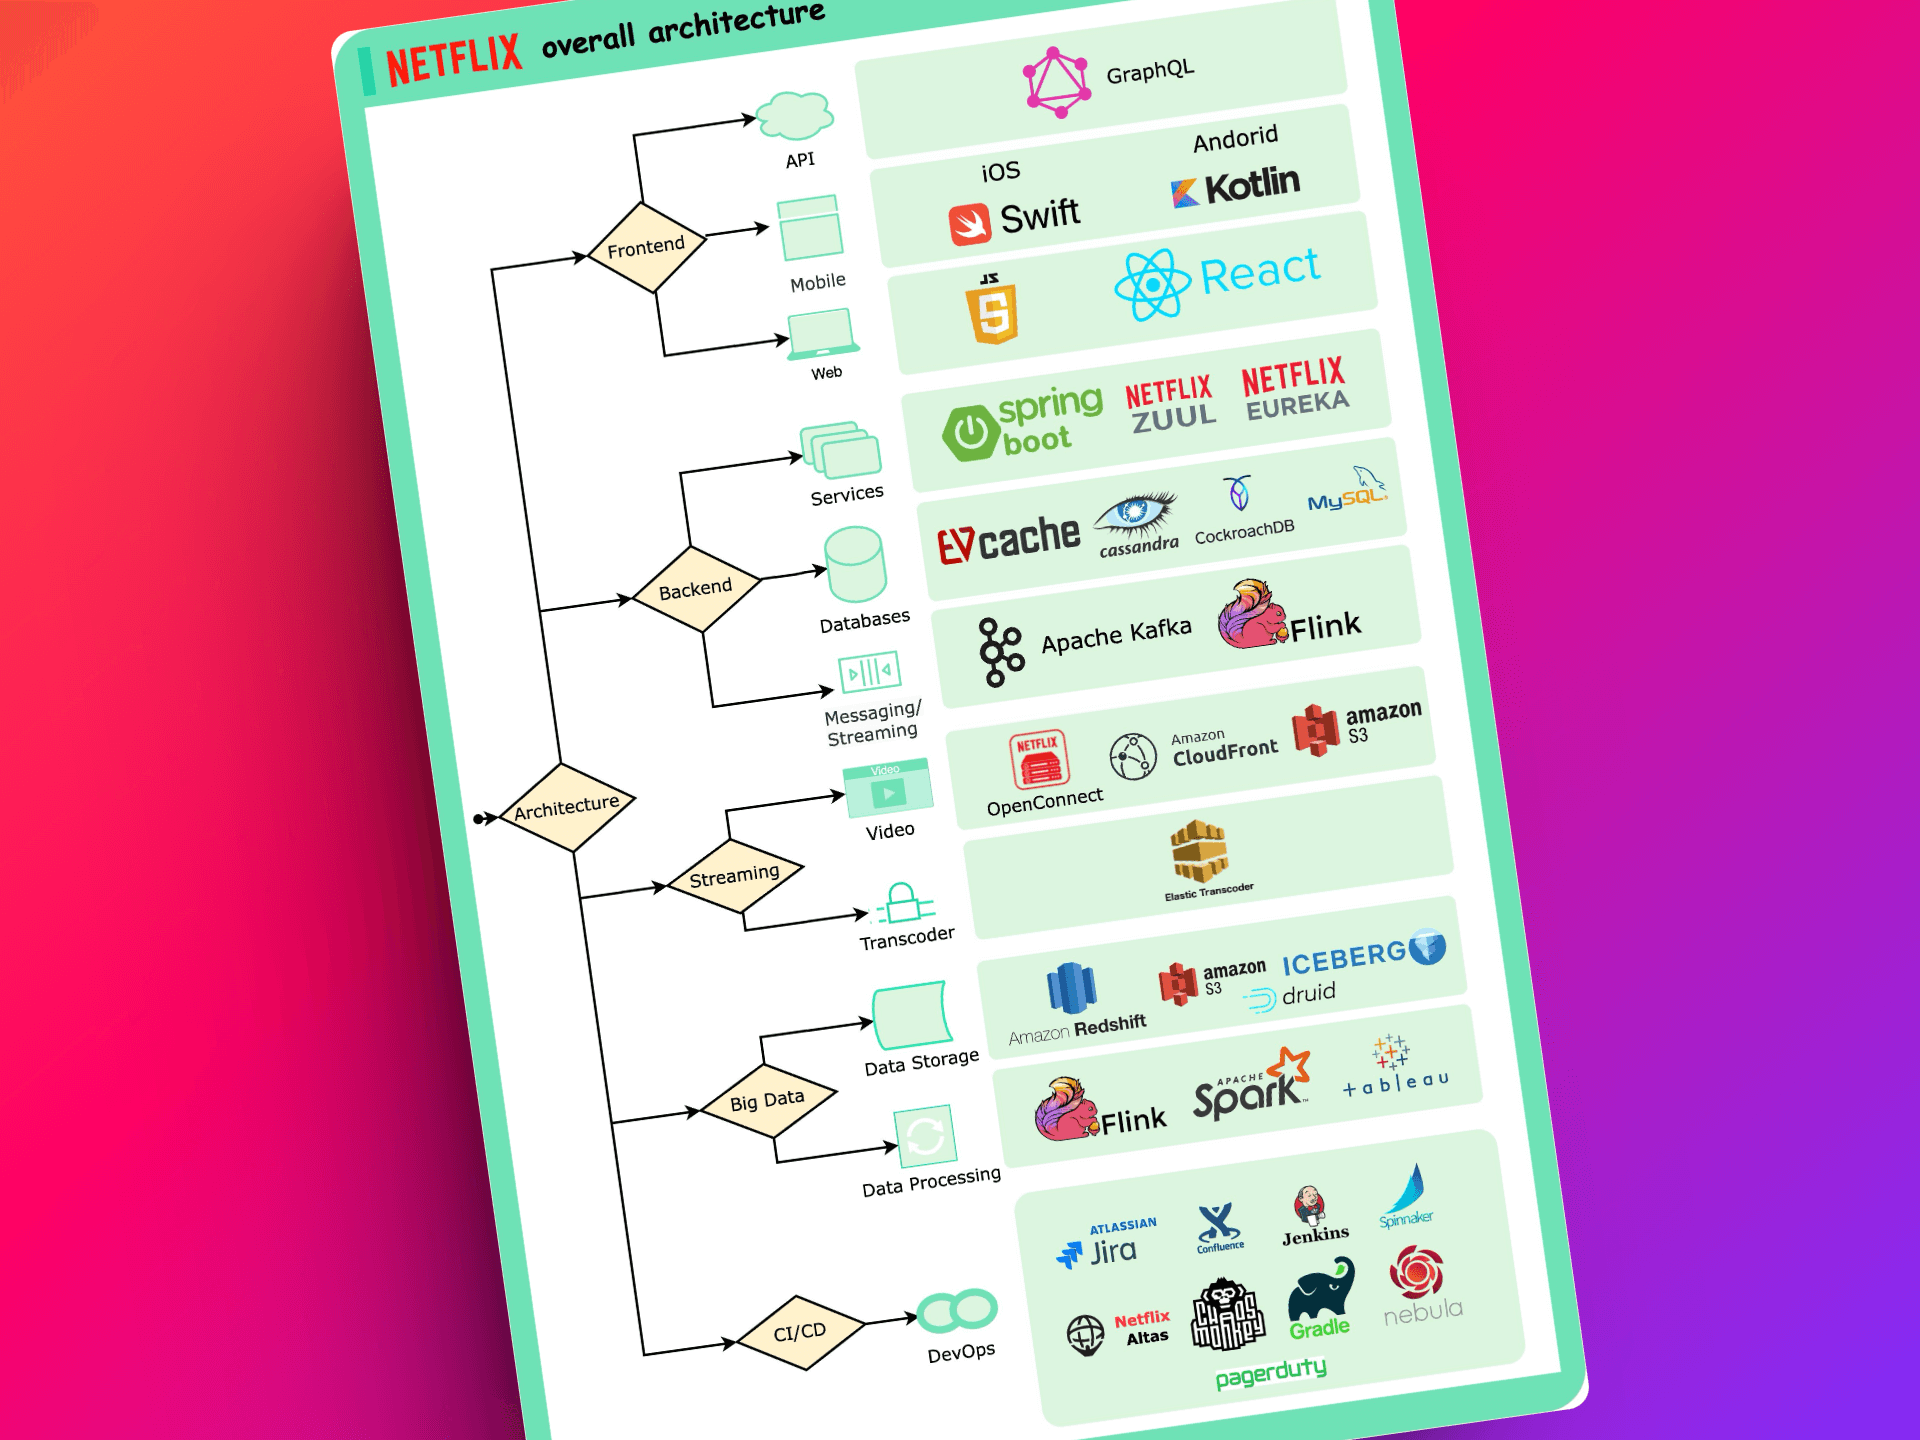 NETFLIX overall architecture
API
GraphQL
Frontend
Mobile
iOS
Andorid
Swift
Kotlin
Web
JS
React
Services
spring
boot
NETFLIX
ZUUL
NETFLIX
EUREKA
Backend
Databases
EVcache
cassandra
CockroachDB
MySQL
Messaging/
Streaming
Apache Kafka
Flink
Architecture
Streaming
Video
Video
NETFLIX
OpenConnect
Amazon
CloudFront
amazon
S3
Transcoder
Elastic Transcoder
Big Data
Data Storage
Amazon Redshift
amazon
S3
ICEBERG
druid
Data Processing
Flink
APACHE
Spark
+ableau
CI/CD
DevOps
ATLASSIAN
Jira
Confluence
Jenkins
Spinnaker
Netflix
Altas
CHAOS
MONKEY
Gradle
nebula
pagerduty